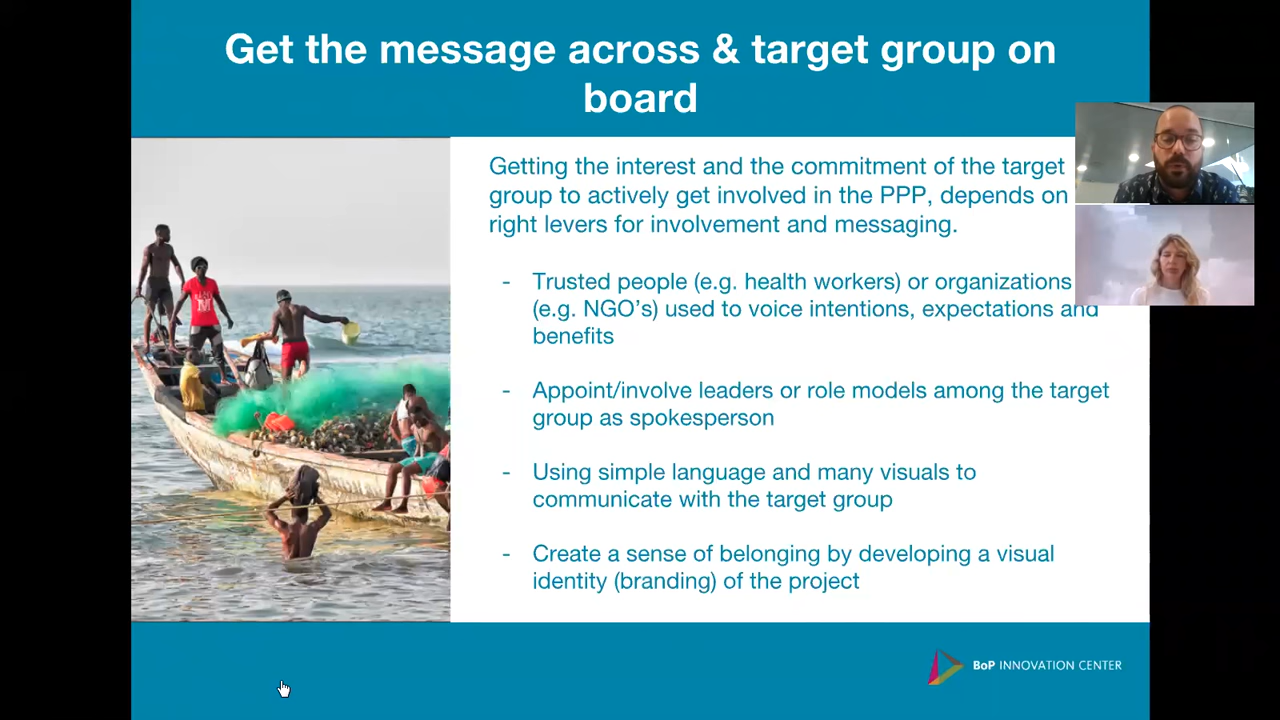 Get the message across & target group on
board
Getting the interest and the commitment of the target
group to actively get involved in the PPP, depends on
right levers for involvement and messaging.
- Trusted people (e.g. health workers) or organizations
(e.g. NGO's) used to voice intentions, expectations and
benefits
- Appoint/involve leaders or role models among the target
group as spokesperson
- Using simple language and many visuals to
communicate with the target group
- Create a sense of belonging by developing a visual
identity (branding) of the project
BoP INNOVATION CENTER